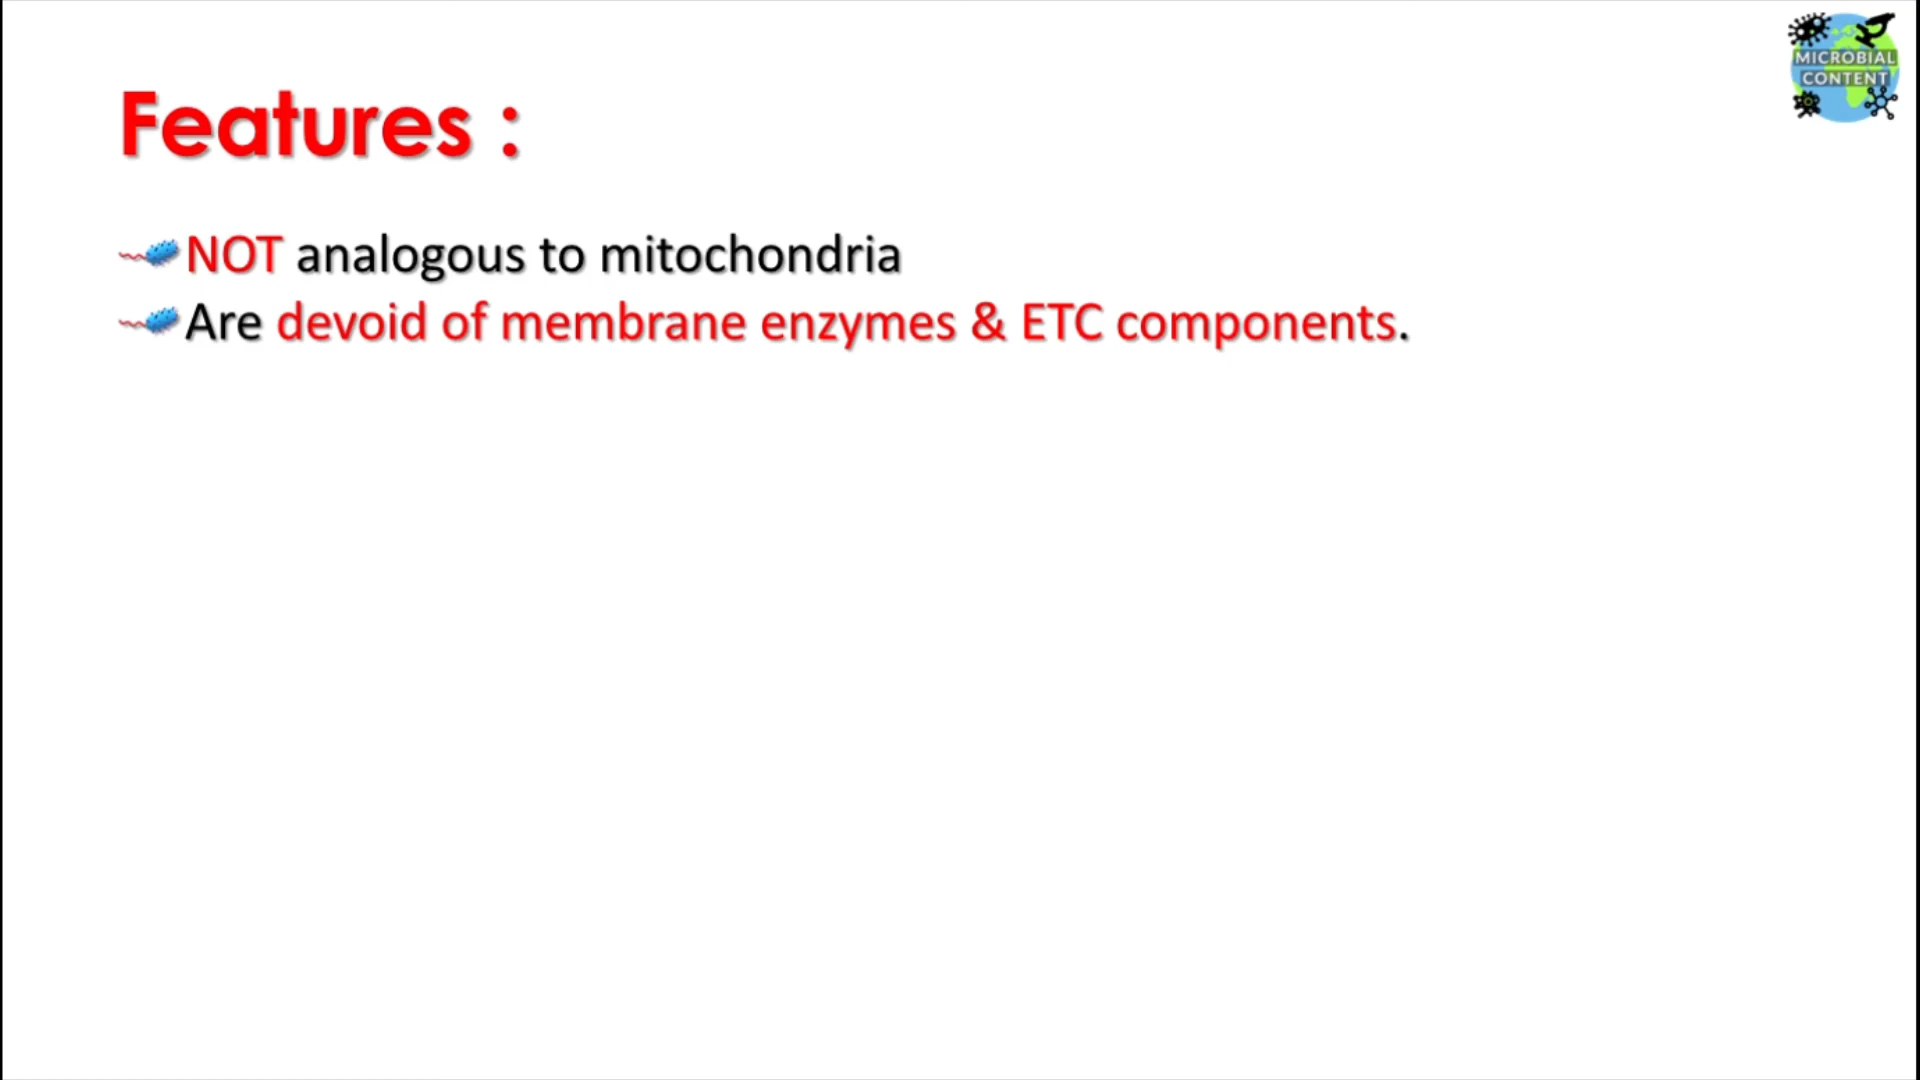 MICROBIAL
CONTENT
Features :
NOT analogous to mitochondria
Are devoid of membrane enzymes & ETC components.